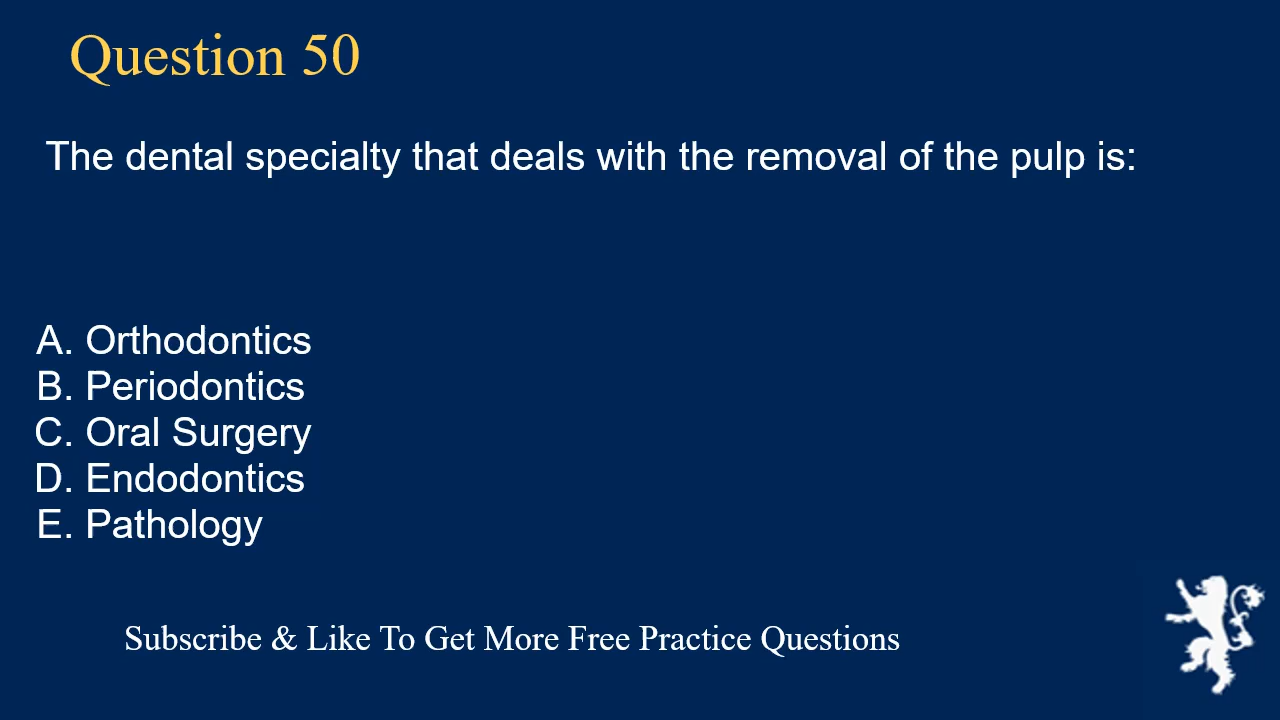 Question 50
The dental specialty that deals with the removal of the pulp is:
A. Orthodontics
B. Periodontics
C. Oral Surgery
D. Endodontics
E. Pathology
Subscribe & Like To Get More Free Practice Questions